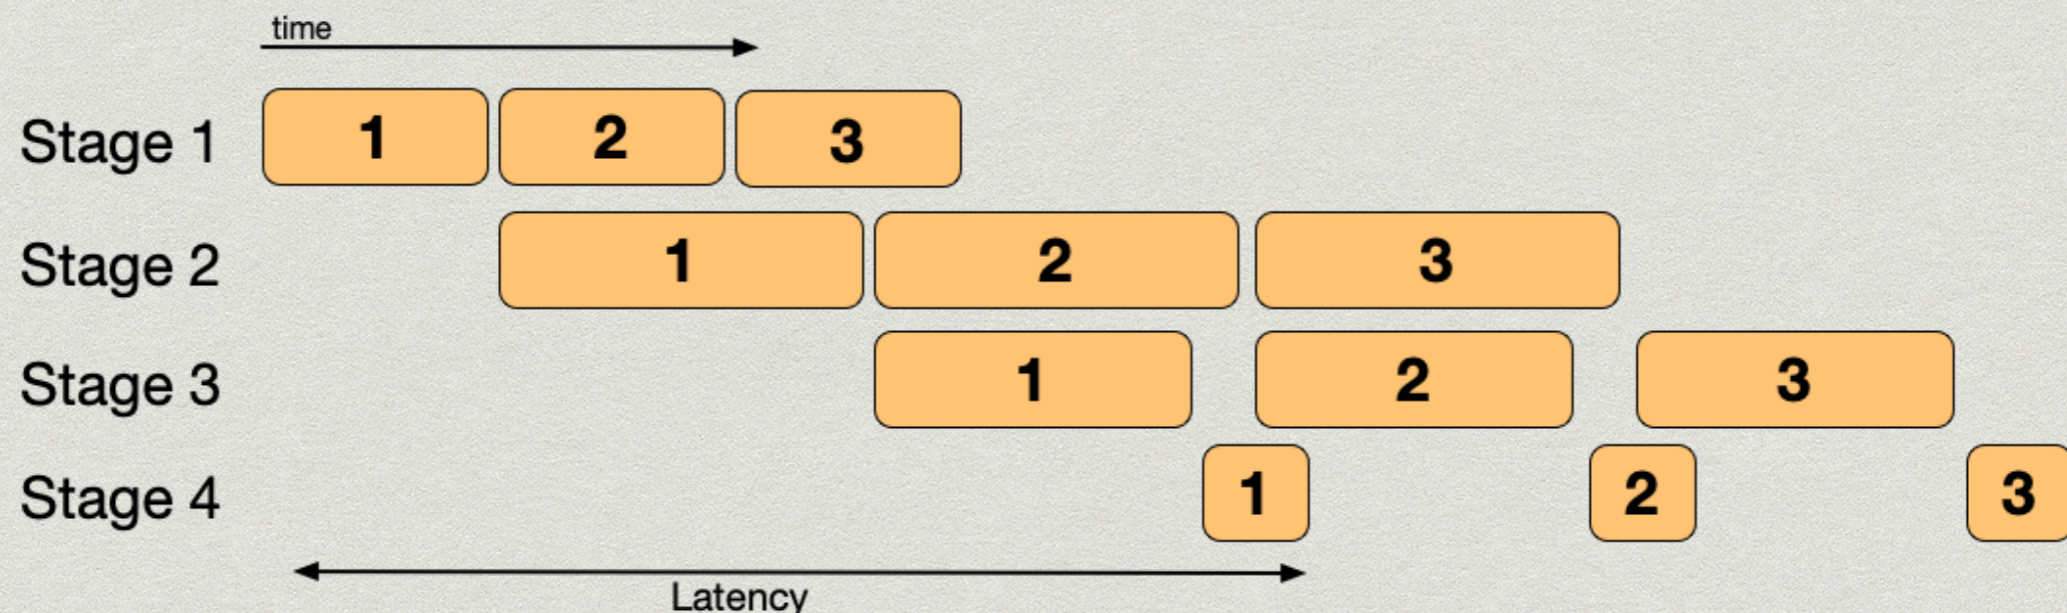 time
Stage 1 1 2 3
Stage 2 1 2 3
Stage 3 1 2 3
Stage 4 1 2 3
Latency